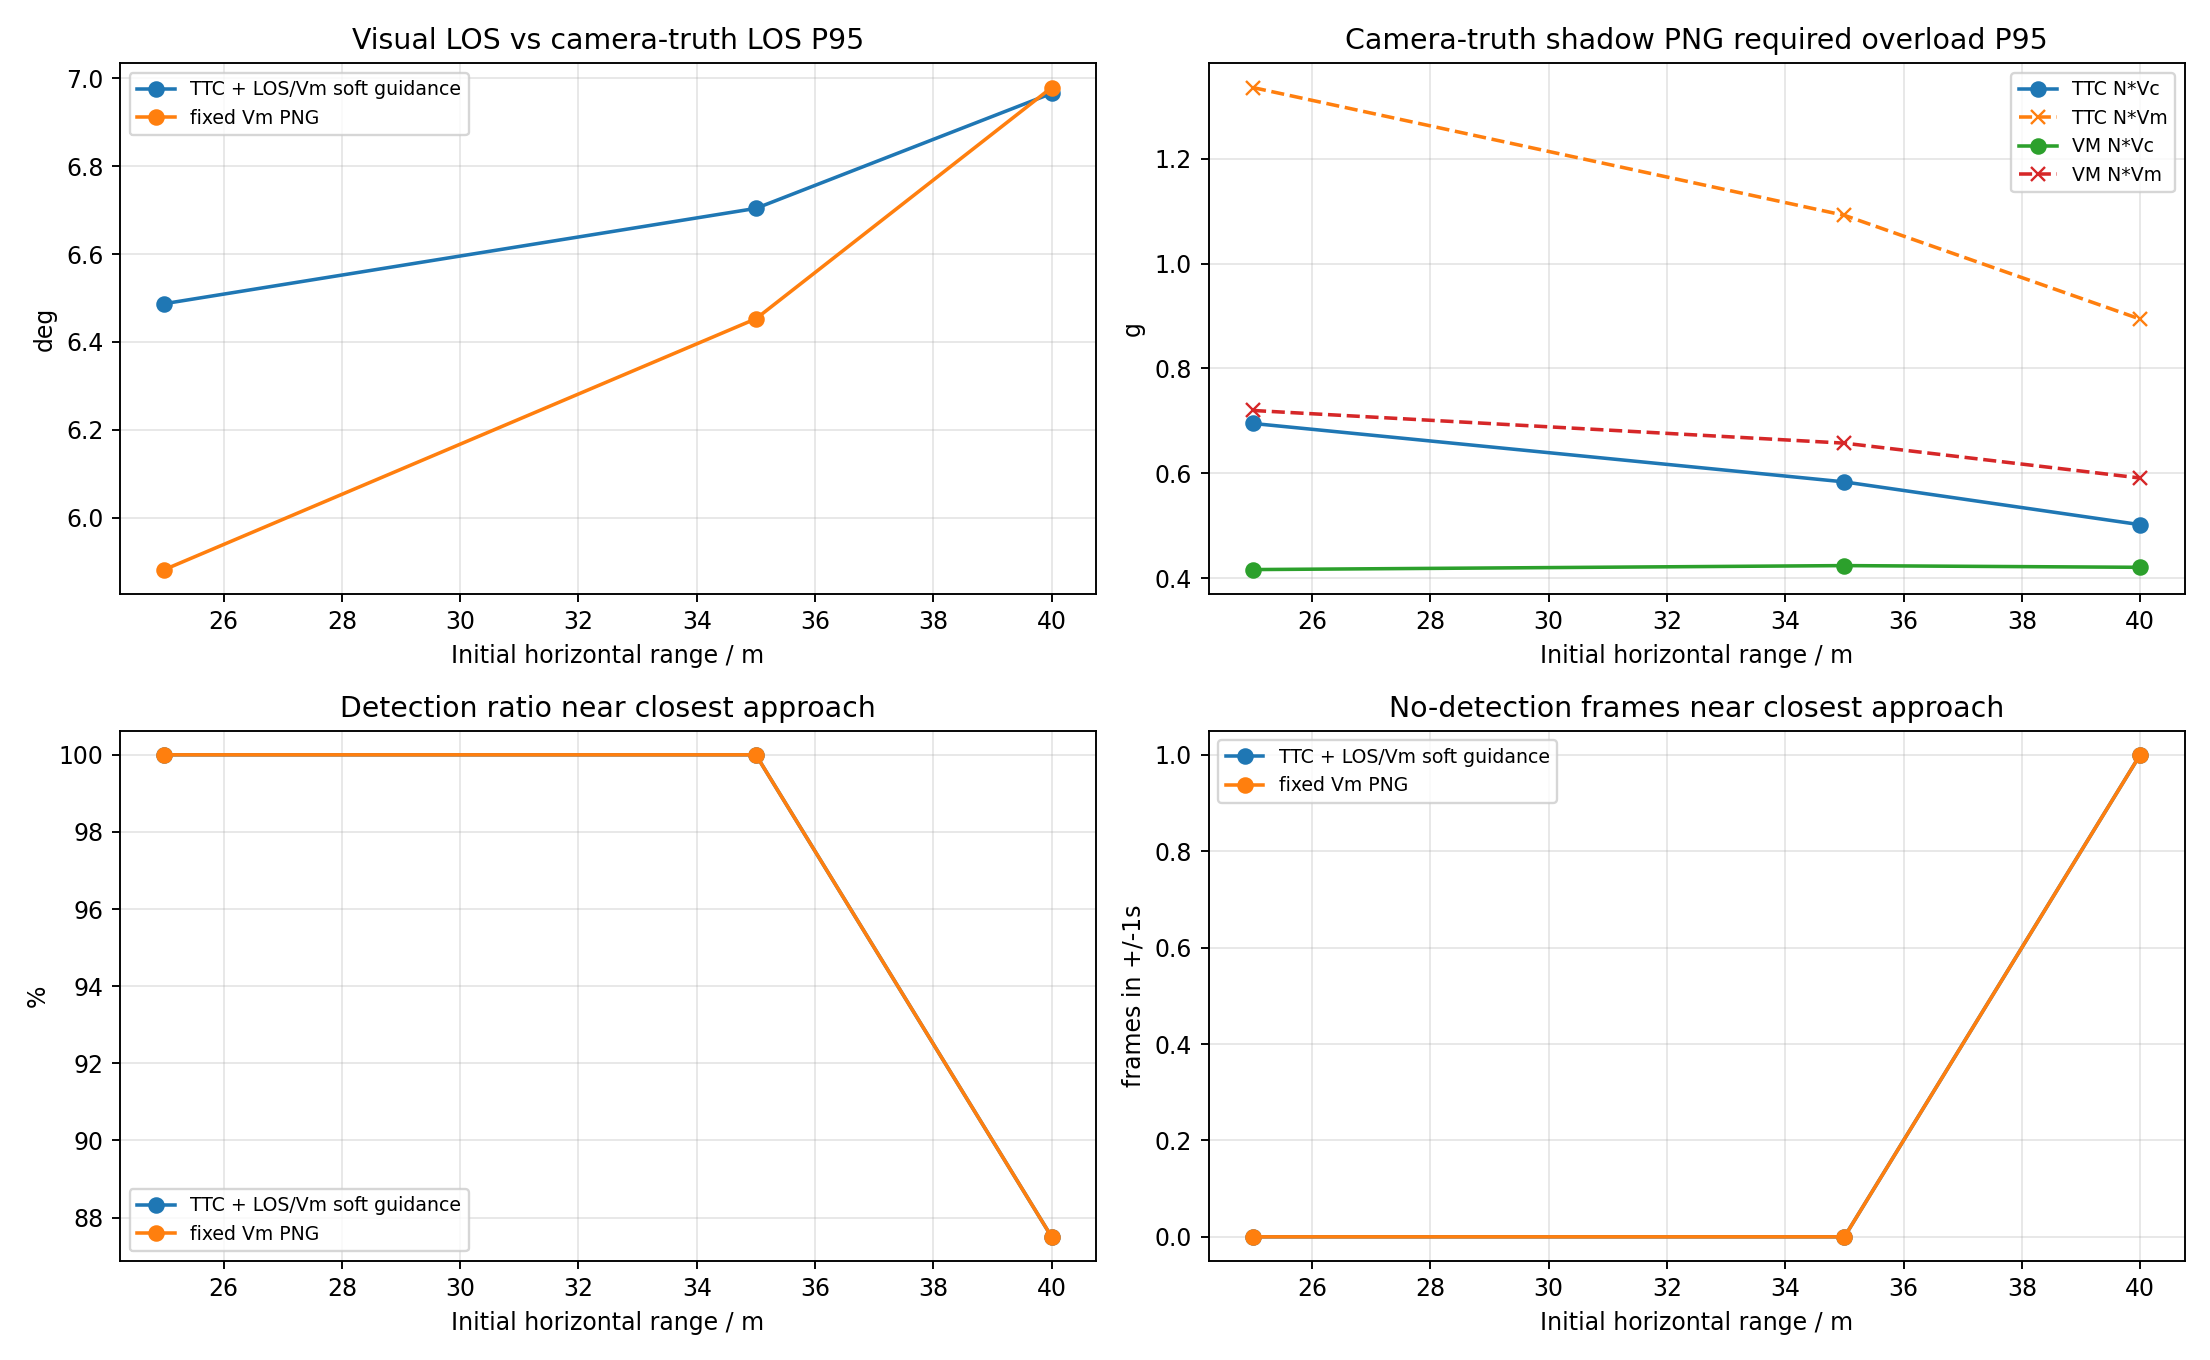 Visual LOS vs camera-truth LOS P95
TTC + LOS/Vm soft guidance
fixed Vm PNG
7.0
6.8
6.6
6.4
6.2
6.0
deg
26 28 30 32 34 36 38 40
Initial horizontal range / m
Camera-truth shadow PNG required overload P95
TTC N*Vc
TTC N*Vm
VM N*Vc
VM N*Vm
1.2
1.0
0.8
0.6
0.4
g
26 28 30 32 34 36 38 40
Initial horizontal range / m
Detection ratio near closest approach
100
98
96
94
92
90
88
%
TTC + LOS/Vm soft guidance
fixed Vm PNG
26 28 30 32 34 36 38 40
Initial horizontal range / m
No-detection frames near closest approach
TTC + LOS/Vm soft guidance
fixed Vm PNG
1.0
0.8
0.6
0.4
0.2
0.0
frames in +/-1s
26 28 30 32 34 36 38 40
Initial horizontal range / m